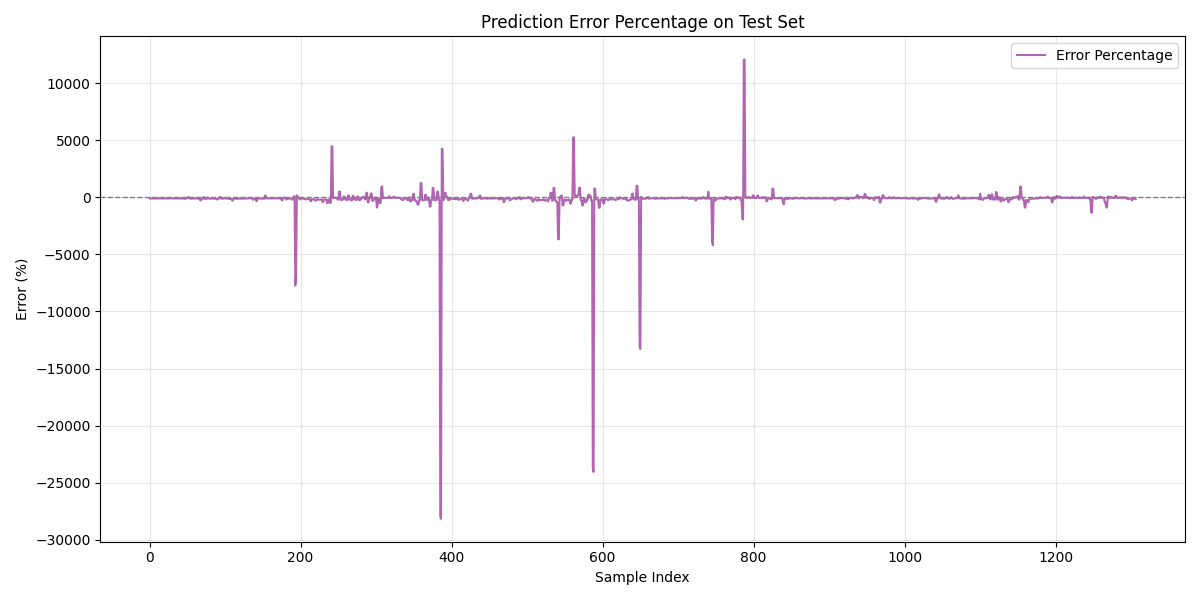 Prediction Error Percentage on Test Set
Error Percentage
Error (%)
10000
5000
0
−5000
−10000
−15000
−20000
−25000
−30000
0 200 400 600 800 1000 1200
Sample Index